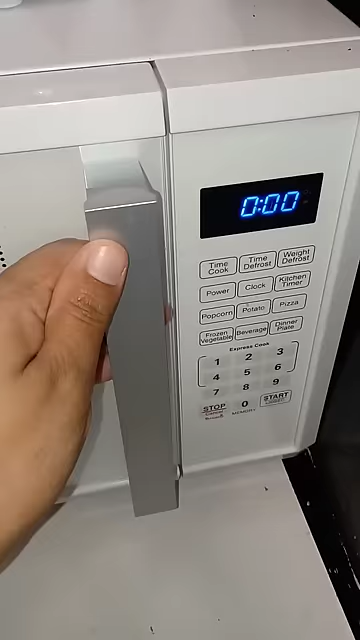 0:00
Time Cook
Time Defrost
Weight Defrost
Power
Clock
Kitchen Timer
Popcorn
Potato
Pizza
Frozen Vegetable
Beverage
Dinner Plate
Express Cook
1 2 3
4 5 6
7 8 9
STOP
0
MEMORY
START